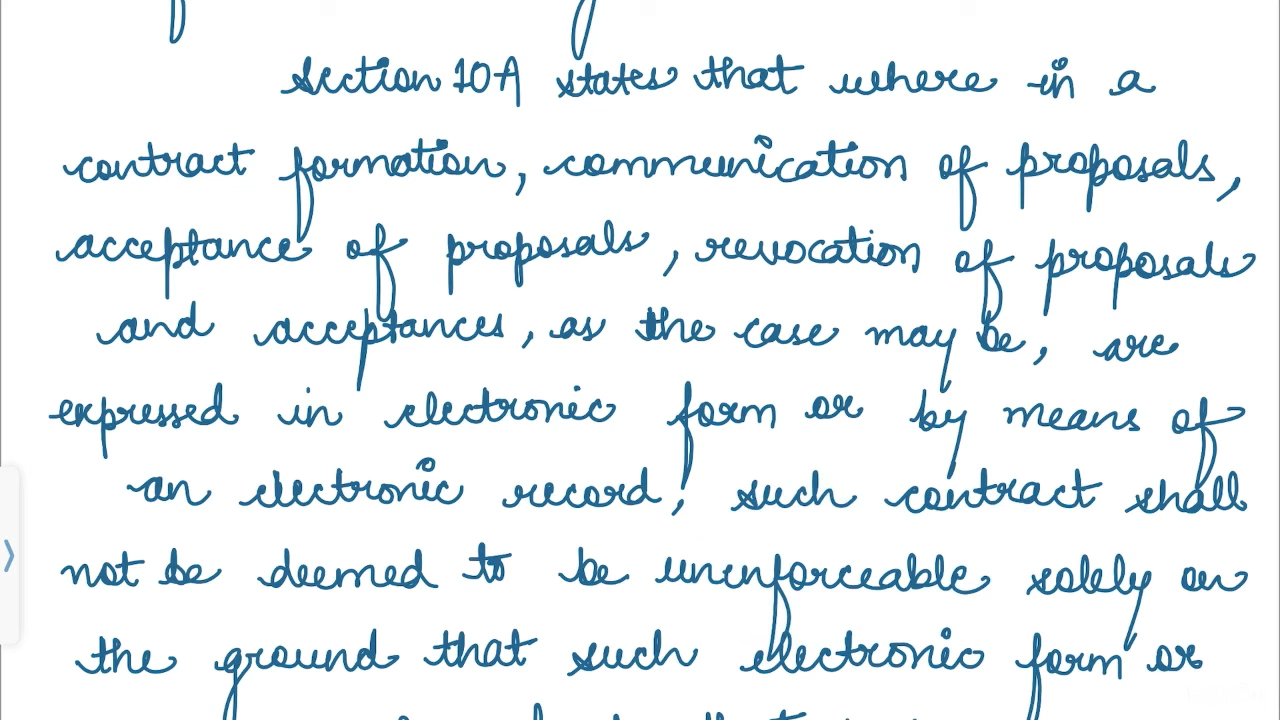 Section 10A states that where in a
contract formation, communication of proposals,
acceptance of proposals, revocation of proposals
and acceptances, as the case may be, are
expressed in electronic form or by means of
an electronic record, such contract shall
not be deemed to be unenforceable solely on
the ground that such electronic form or